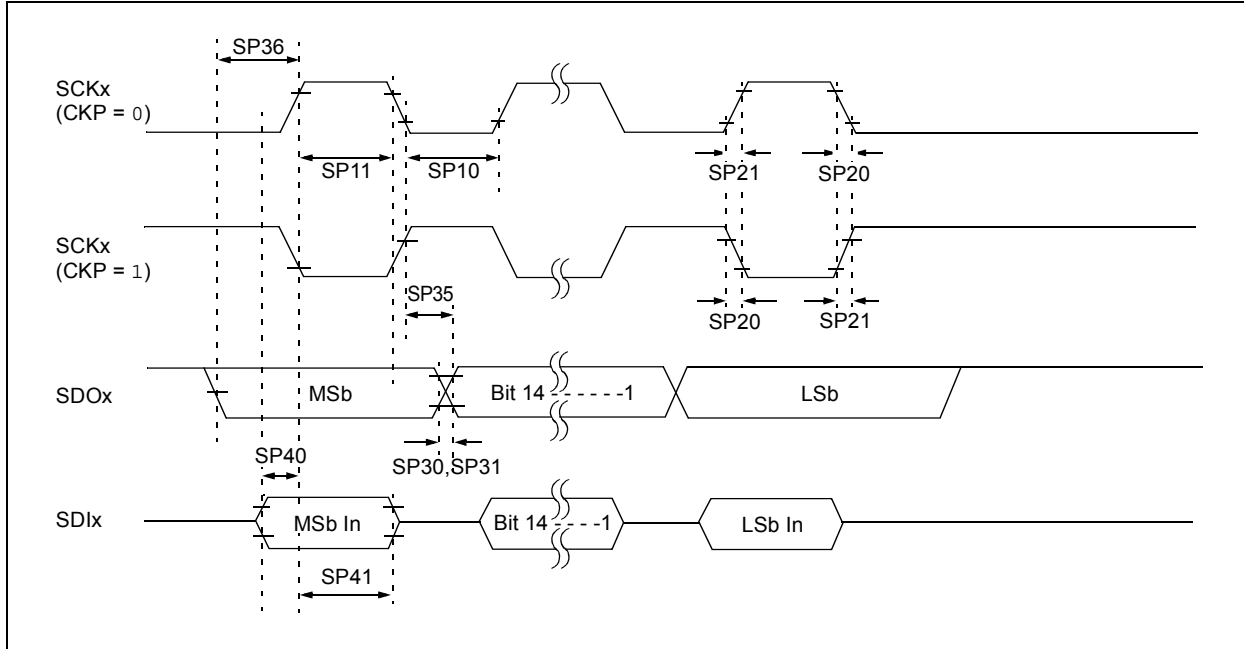 SP36
SCKx
(CKP = 0)
SP11
SP10
SP21
SP20
SCKx
(CKP = 1)
SP35
SP20
SP21
SDOx
MSb
Bit 14 - - - - - -1
LSb
SP40
SP30,SP31
SDIx
MSb In
Bit 14 - - - -1
LSb In
SP41